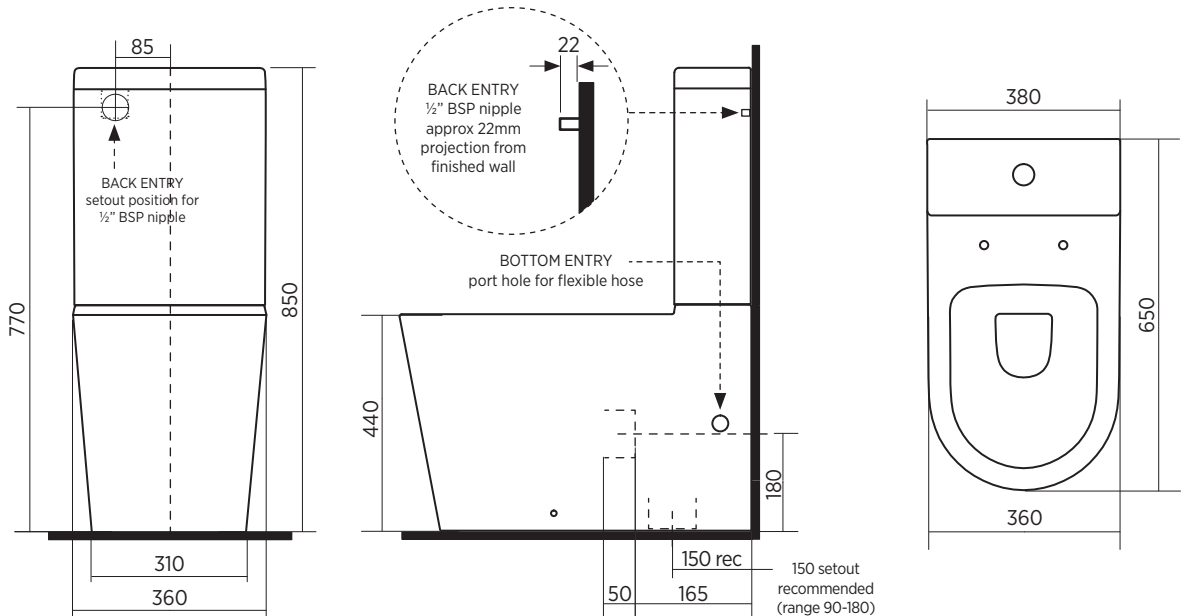 85
BACK ENTRY
setout position for
½" BSP nipple
770
850
310
360
22
BACK ENTRY
½" BSP nipple
approx 22mm
projection from
finished wall
BOTTOM ENTRY
port hole for flexible hose
440
180
150 rec
50
165
150 setout
recommended
(range 90-180)
380
650
360